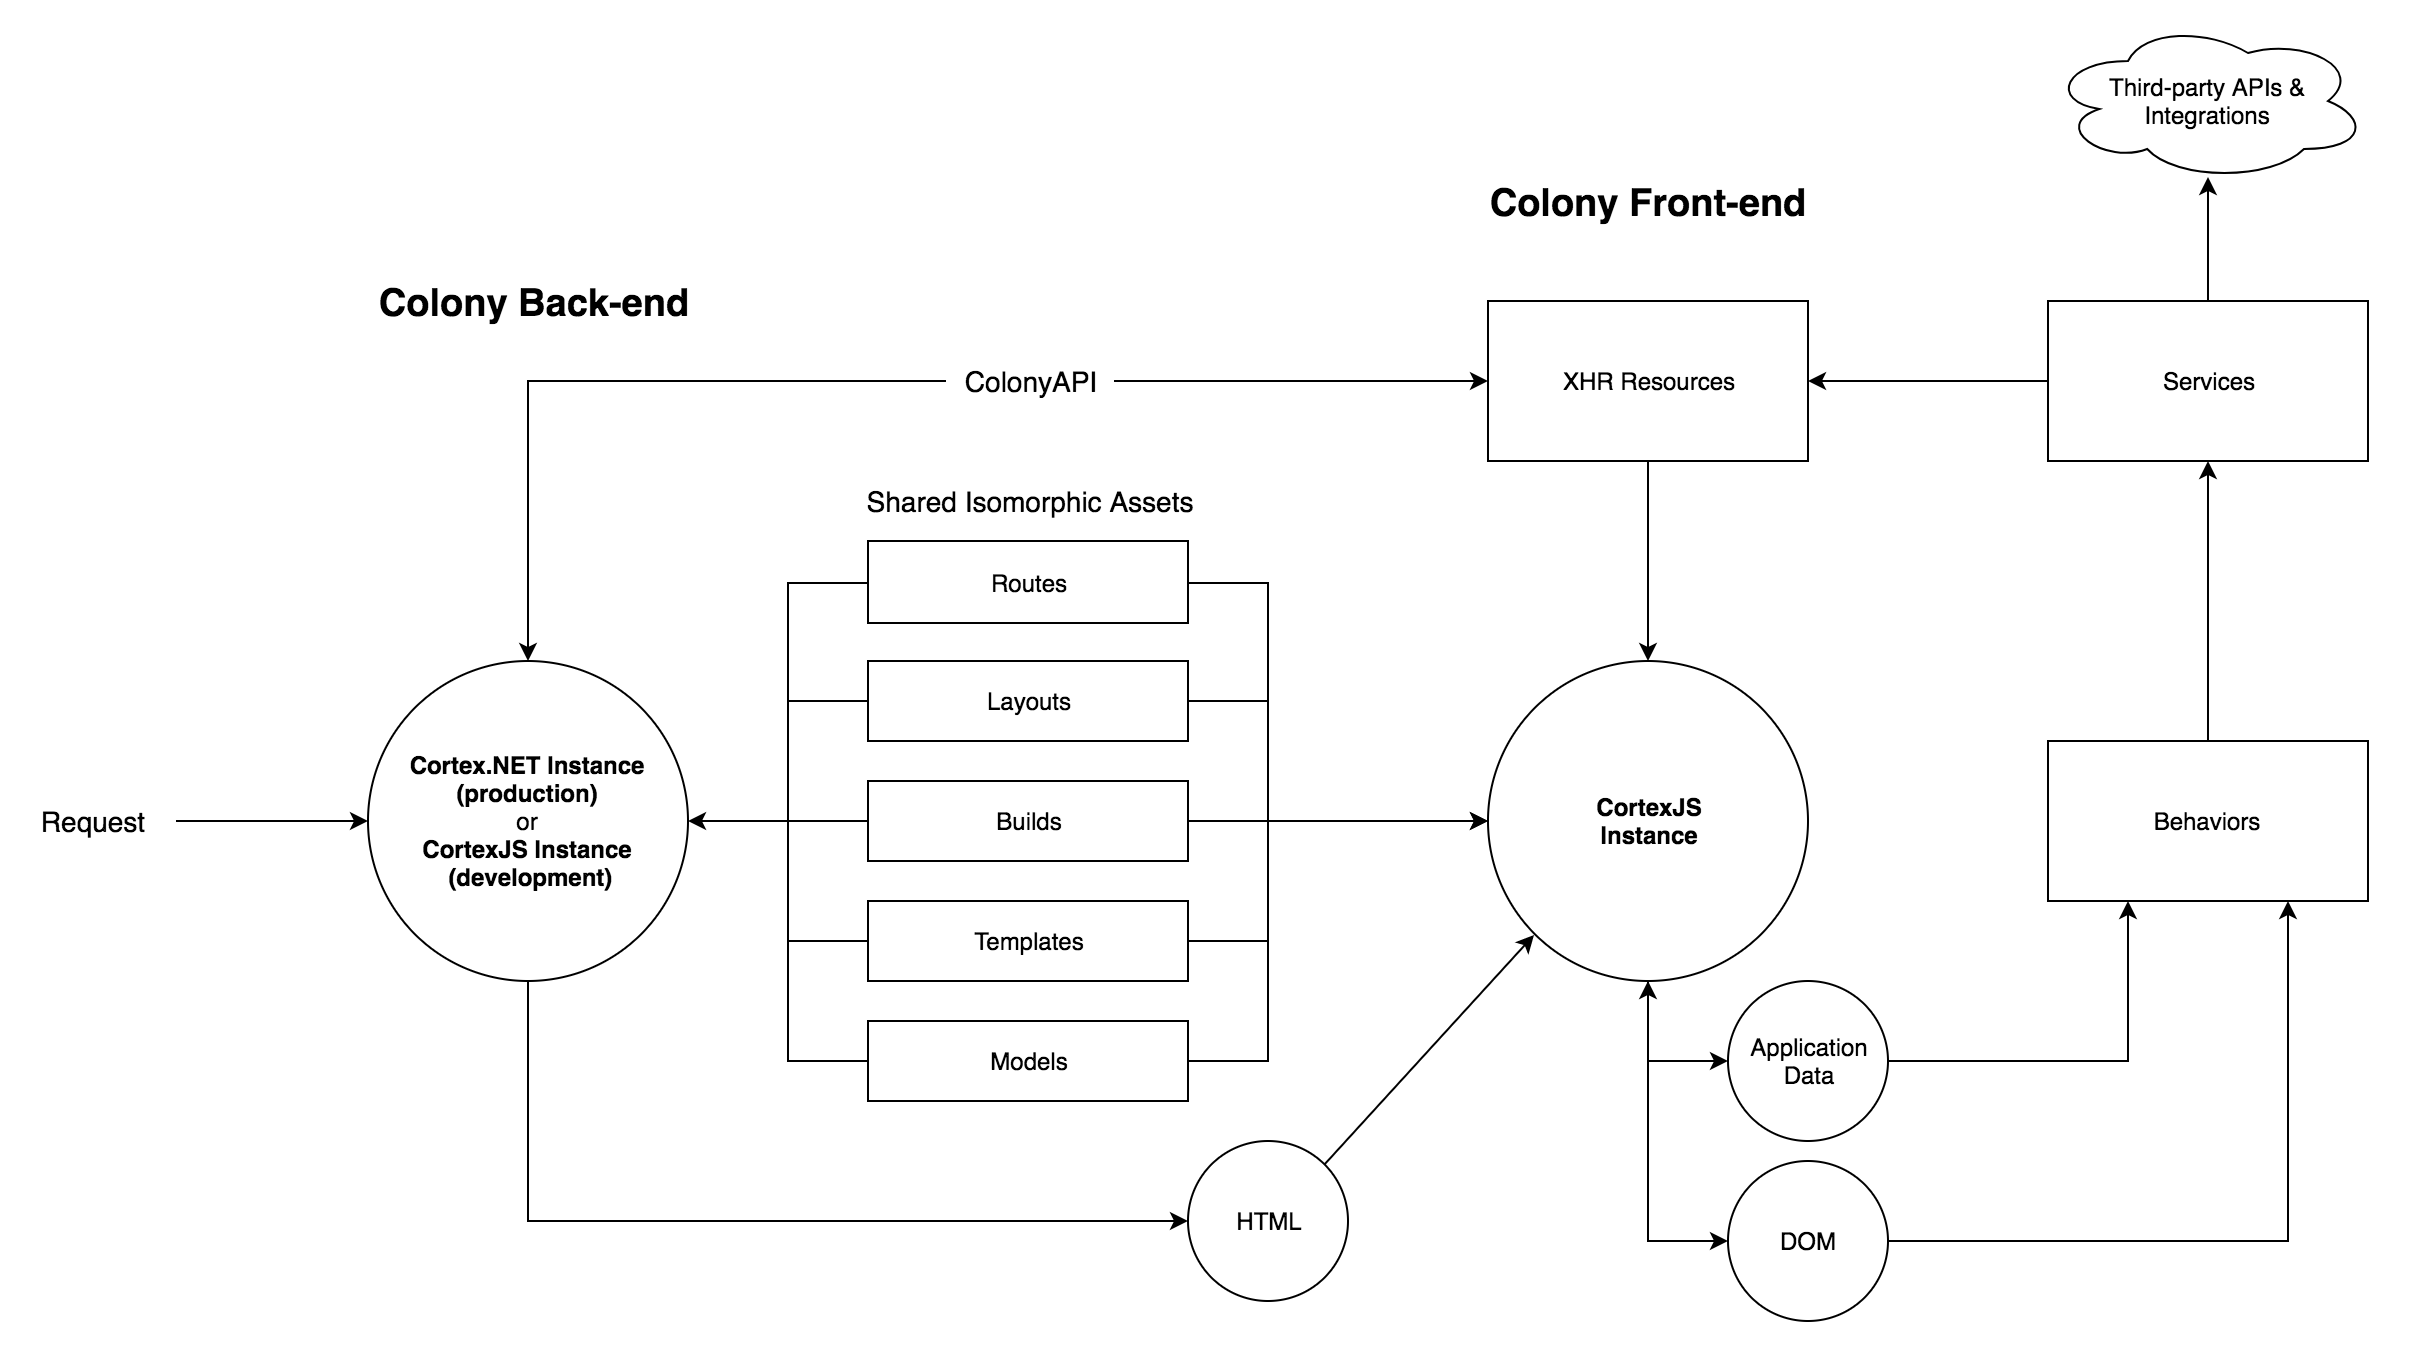 Third-party APIs &
Integrations
Colony Front-end
Colony Back-end
ColonyAPI
XHR Resources
Services
Shared Isomorphic Assets
Routes
Layouts
Builds
Templates
Models
Request
Cortex.NET Instance
(production)
or
CortexJS Instance
(development)
CortexJS
Instance
Behaviors
Application
Data
HTML
DOM